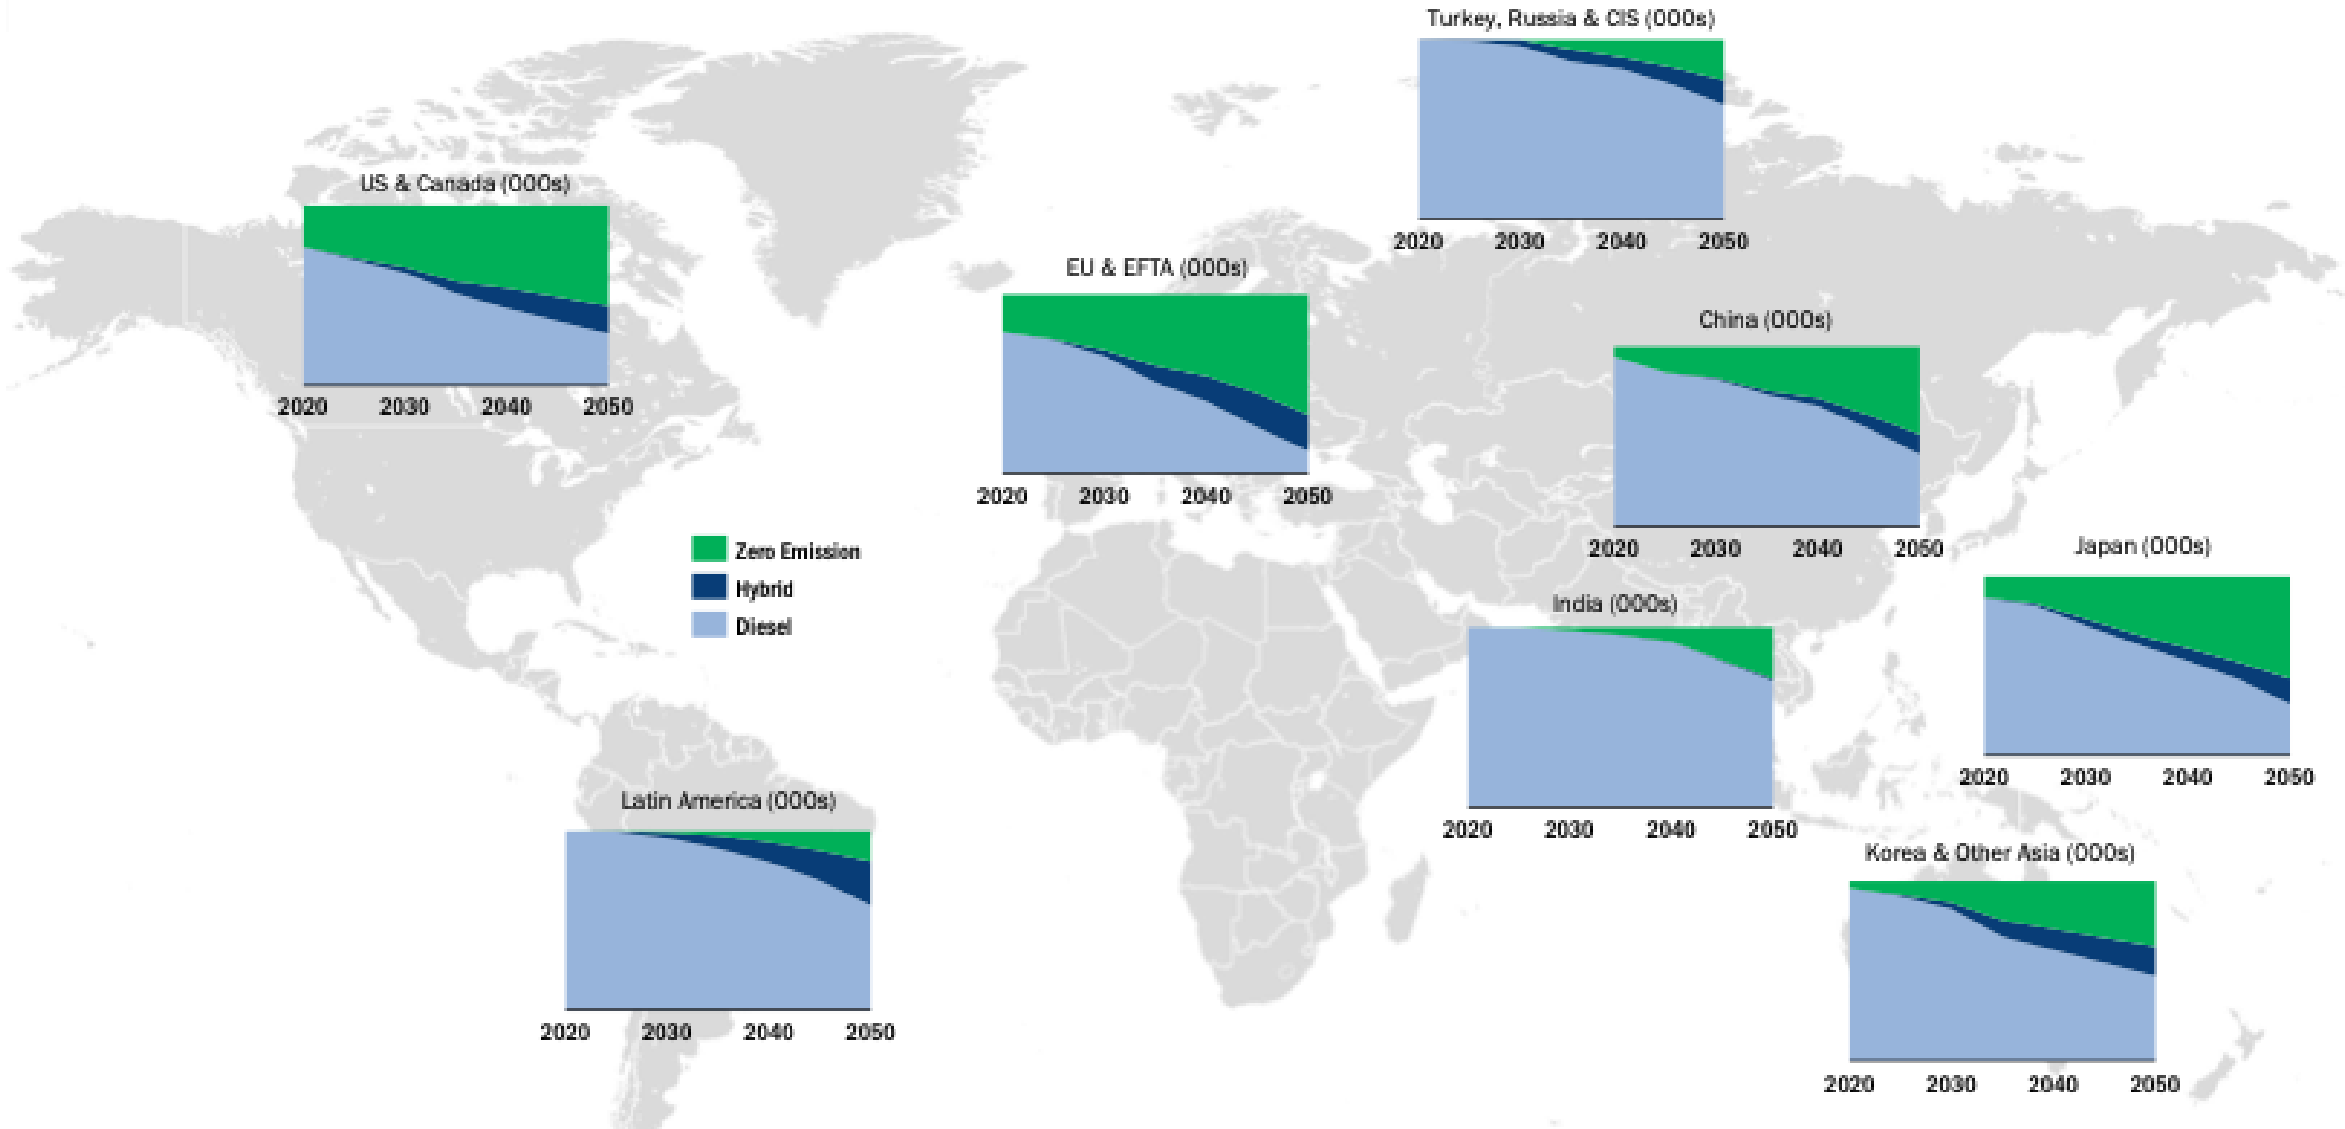 Turkey, Russia & CIS (000s)
2020 2030 2040 2050
US & Canada (000s)
2020 2030 2040 2050
EU & EFTA (000s)
2020 2030 2040 2050
China (000s)
2020 2030 2040 2050
Zero Emission
Hybrid
Diesel
Japan (000s)
2020 2030 2040 2050
India (000s)
2020 2030 2040 2050
Latin America (000s)
2020 2030 2040 2050
Korea & Other Asia (000s)
2020 2030 2040 2050